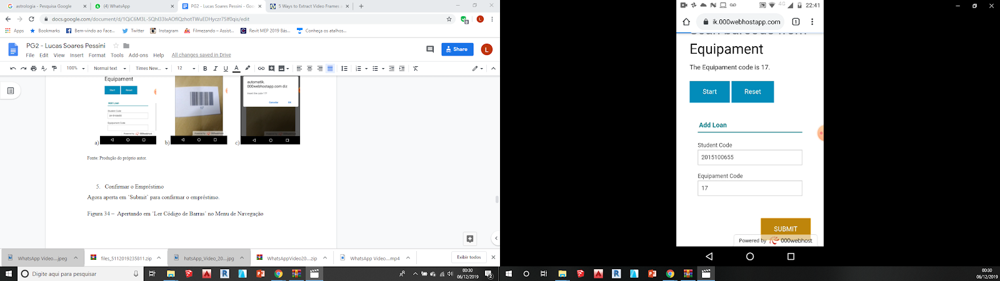 astrologia - Pesquisa Google
(4) WhatsApp
PG2 - Lucas Soares Pessini - Goo
5 Ways to Extract Video Frames
docs.google.com/document/d/1QiC6M3L-SQhl33IxAOflQzhotTWuEDHyczr75If0qis/edit
Apps
Bookmarks
Bem-vindo ao Face...
Twitter
Instagram
Filmezando – Assist...
Revit MEP 2019 Bás...
Conheça os atalhos...
PG2 - Lucas Soares Pessini
File Edit View Insert Format Tools Add-ons Help All changes saved in Drive
Share
L
100% Normal text Times New... 12 B I U A
Equipament
Start Reset
Add Loan
Student Code
2015100655
Equipament Code
Powered by 000webhost
17
Powered by 000webhost
automatik.
000webhostapp.com diz
Insert the code 17?
Cancelar OK
a) b) c)
Fonte: Produção do próprio autor.
5. Confirmar o Empréstimo
Agora aperta em ‘Submit’ para confirmar o empréstimo.
Figura 34 – Apertando em ‘Ler Código de Barras’ no Menu de Navegação
WhatsApp Video....jpeg
files_5112019235811.zip
hatsApp_Video_20....jpg
WhatsAppVideo20....zip
WhatsApp Video....mp4
Exibir todos
Digite aqui para pesquisar
00:30
06/12/2019
2
4G 22:41
ik.000webhostapp.com
1
Scan barcode from
Equipament
The Equipament code is 17.
Start Reset
Add Loan
Student Code
2015100655
Equipament Code
17
SUBMIT
Powered by 000webhost
00:30
06/12/2019